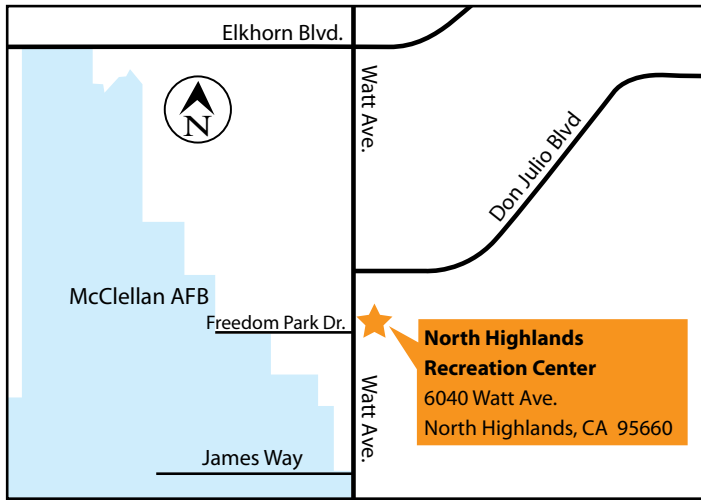 Elkhorn Blvd.
Watt Ave.
N
Don Julio Blvd
McClellan AFB
Freedom Park Dr.
North Highlands
Recreation Center
6040 Watt Ave.
North Highlands, CA 95660
Watt Ave.
James Way